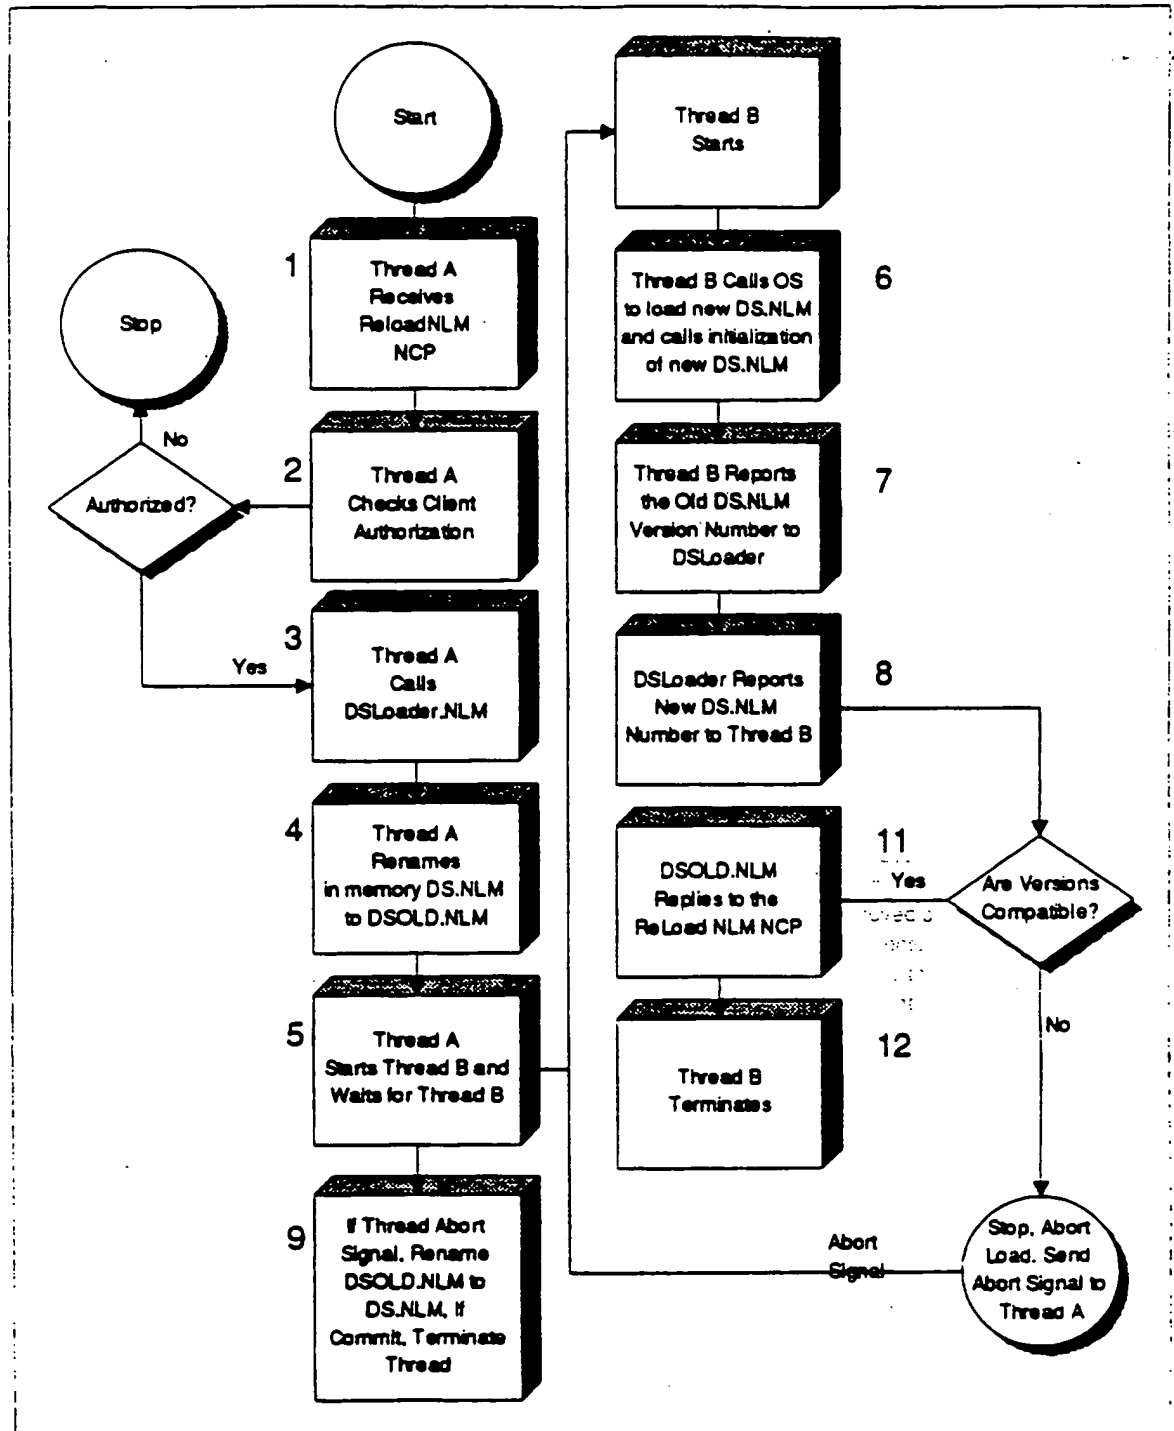 Start
1
Thread A
Receives
ReloadNLM
NCP
Stop
No
Authorized?
2
Thread A
Checks Client
Authorization
Yes
3
Thread A
Calls
DSLoader.NLM
4
Thread A
Renames
in memory DS.NLM
to DSOLD.NLM
5
Thread A
Starts Thread B and
Waits for Thread B
9
If Thread Abort
Signal, Rename
DSOLD.NLM to
DS.NLM, If
Commit, Terminate
Thread
Thread B
Starts
6
Thread B Calls OS
to load new DS.NLM
and calls initialization
of new DS.NLM
7
Thread B Reports
the Old DS.NLM
Version Number to
DSLoader
8
DSLoader Reports
New DS.NLM
Number to Thread B
Are Versions
Compatible?
11
Yes
DSOLD.NLM
Replies to the
ReLoad NLM NCP
12
Thread B
Terminates
No
Stop, Abort
Load. Send
Abort Signal to
Thread A
Abort
Signal